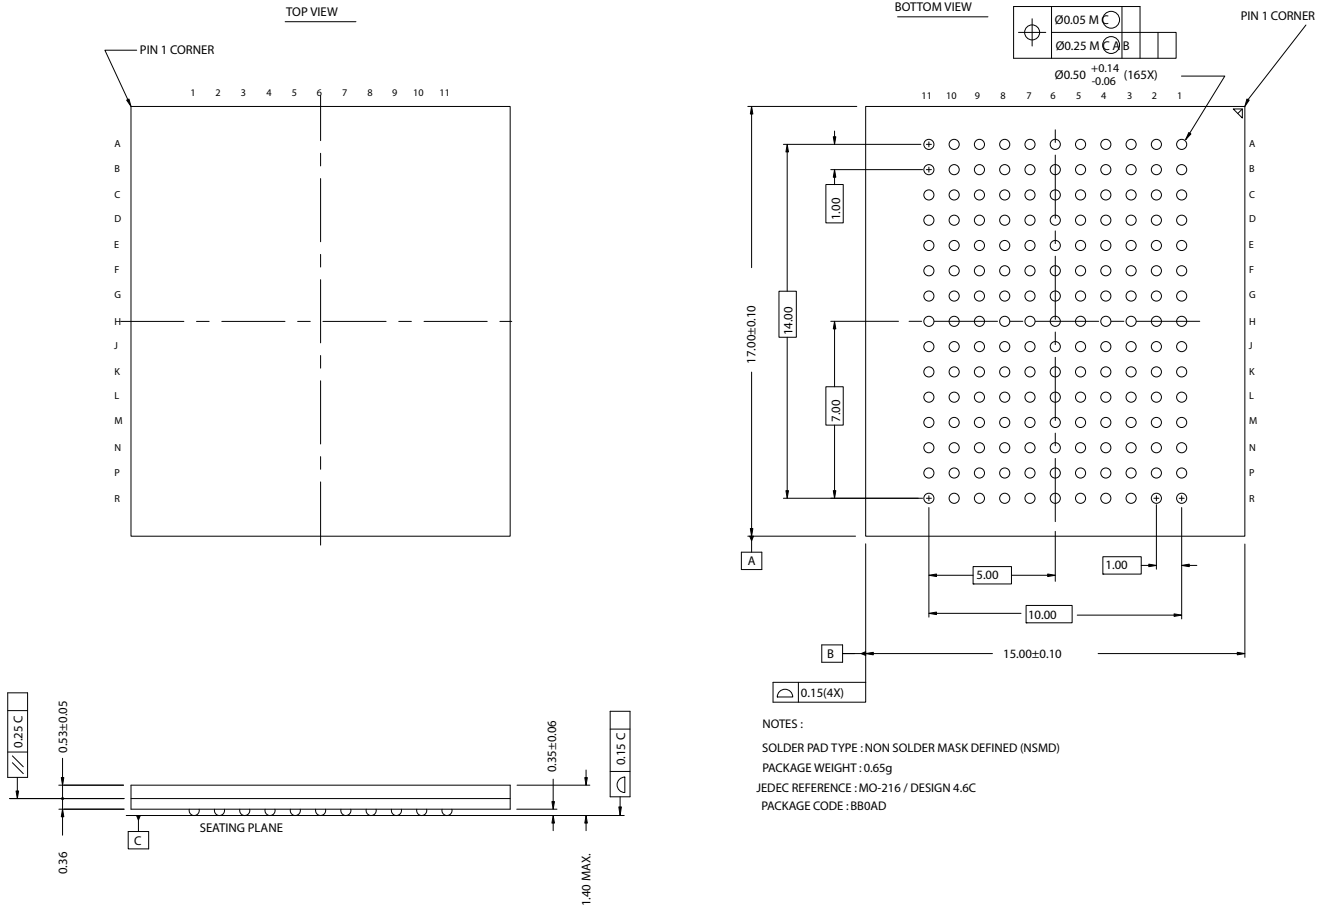 TOP VIEW
PIN 1 CORNER
1 2 3 4 5 6 7 8 9 10 11
A
B
C
D
E
F
G
H
J
K
L
M
N
P
R
BOTTOM VIEW
Ø0.05 M C
Ø0.25 M C A B
Ø0.50 +0.14 -0.06 (165X)
PIN 1 CORNER
11 10 9 8 7 6 5 4 3 2 1
A
B
C
D
E
F
G
H
J
K
L
M
N
P
R
1.00
14.00
17.00±0.10
7.00
A
5.00
1.00
10.00
B
15.00±0.10
0.15(4X)
0.25 C
0.53±0.05
0.35±0.06
0.15 C
SEATING PLANE
C
0.36
1.40 MAX.
NOTES :
SOLDER PAD TYPE : NON SOLDER MASK DEFINED (NSMD)
PACKAGE WEIGHT : 0.65g
JEDEC REFERENCE : MO-216 / DESIGN 4.6C
PACKAGE CODE : BB0AD